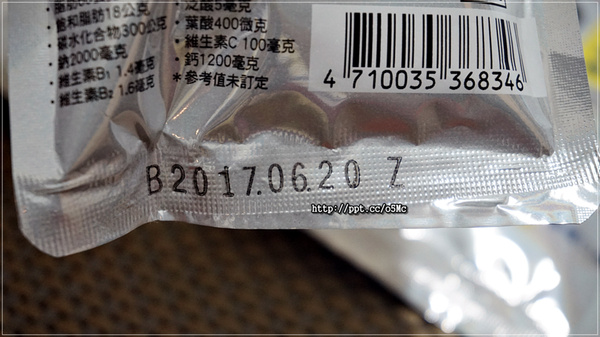 飽和脂肪18公克
碳水化合物300公克
鈉2000毫克
維生素B1 1.4毫克
維生素B2 1.6毫克
泛酸5毫克
葉酸400微克
維生素C 100毫克
鈣1200毫克
*參考值未訂定
4 710035 368346
B2017.06.20 Z
http://ppt.cc/o5Mc